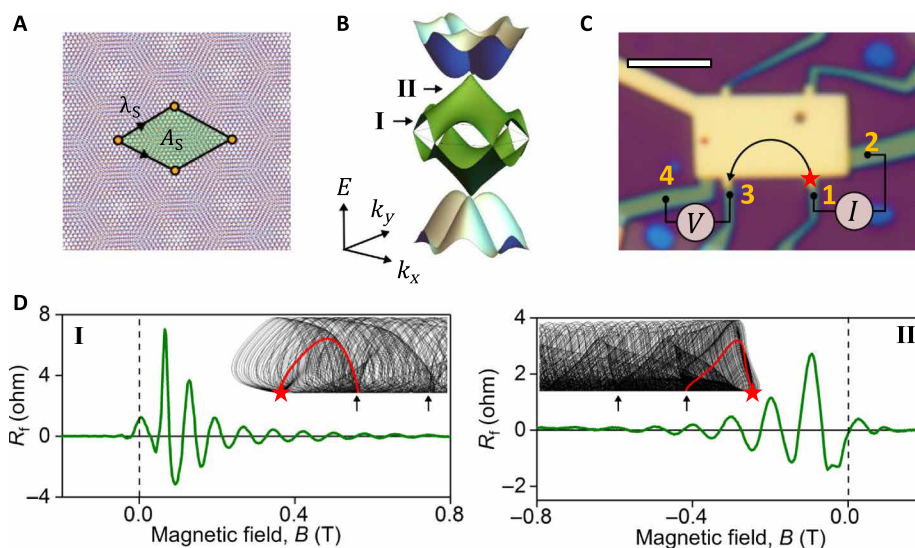 A
λS
AS
B
II
I
E
ky
kx
C
2
4
3
1
V
I
D
I
8
4
0
−4
Rf (ohm)
0.0
0.4
0.8
Magnetic field, B (T)
II
4
2
0
−2
Rf (ohm)
−0.8
−0.4
0.0
Magnetic field, B (T)